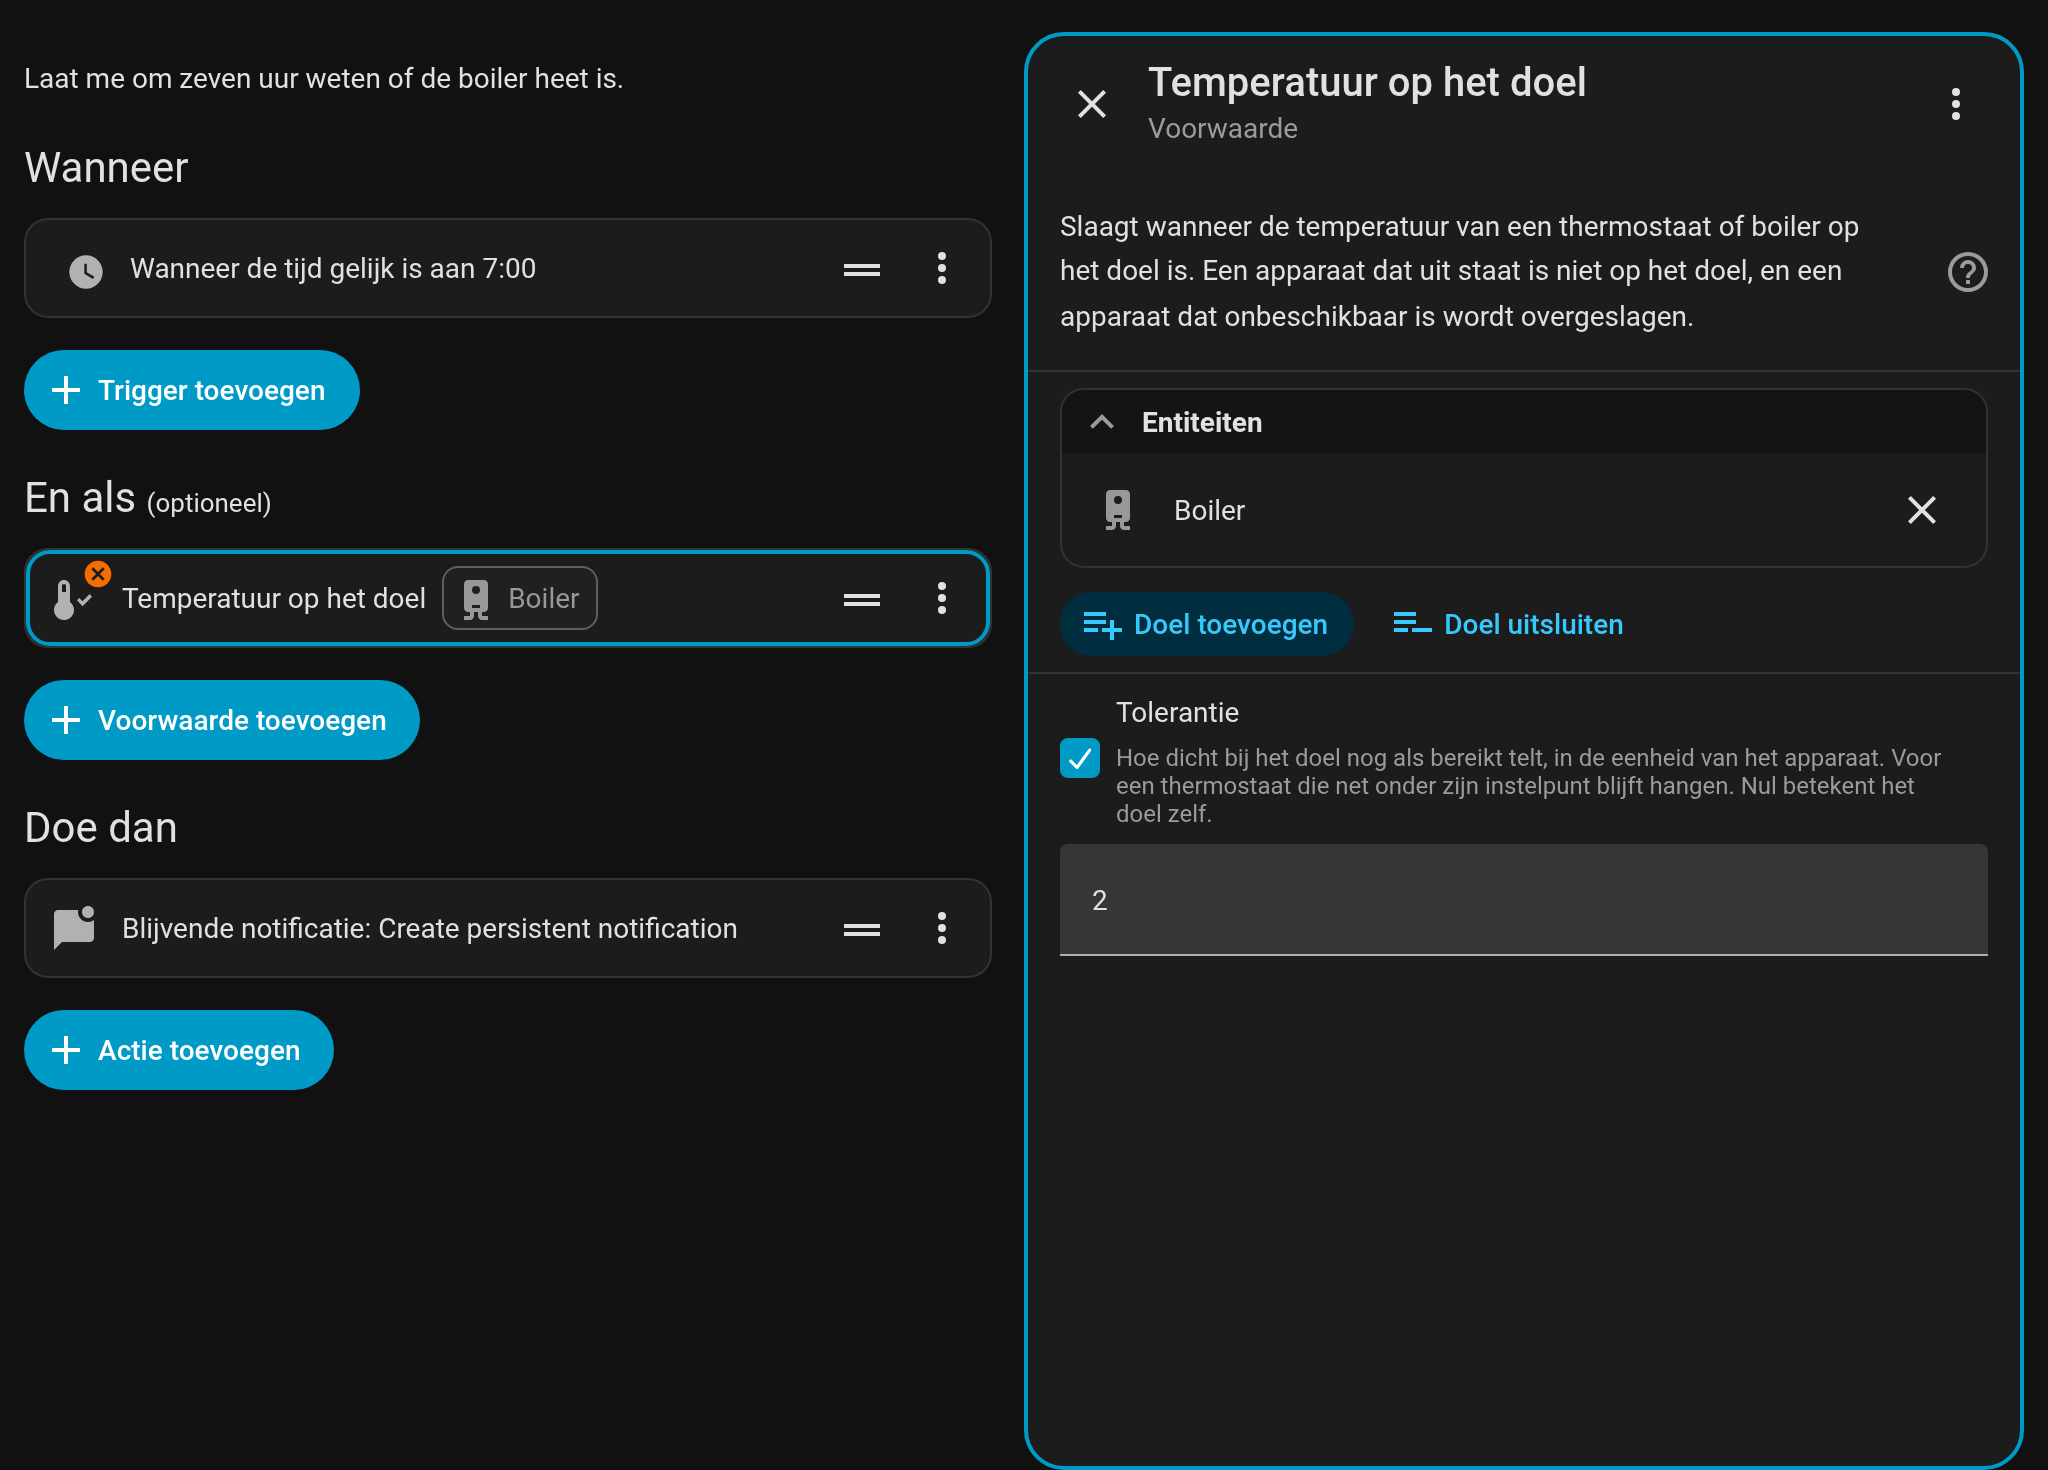 Laat me om zeven uur weten of de boiler heet is.
Wanneer
Wanneer de tijd gelijk is aan 7:00
Trigger toevoegen
En als (optioneel)
Temperatuur op het doel Boiler
Voorwaarde toevoegen
Doe dan
Blijvende notificatie: Create persistent notification
Actie toevoegen
Temperatuur op het doel
Voorwaarde
Slaagt wanneer de temperatuur van een thermostaat of boiler op
het doel is. Een apparaat dat uit staat is niet op het doel, en een
apparaat dat onbeschikbaar is wordt overgeslagen.
Entiteiten
Boiler
Doel toevoegen Doel uitsluiten
Tolerantie
Hoe dicht bij het doel nog als bereikt telt, in de eenheid van het apparaat. Voor
een thermostaat die net onder zijn instelpunt blijft hangen. Nul betekent het
doel zelf.
2